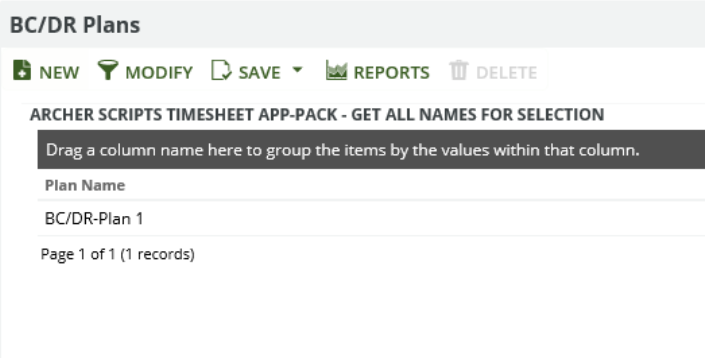 BC/DR Plans
NEW MODIFY SAVE REPORTS DELETE
ARCHER SCRIPTS TIMESHEET APP-PACK - GET ALL NAMES FOR SELECTION
Drag a column name here to group the items by the values within that column.
Plan Name
BC/DR-Plan 1
Page 1 of 1 (1 records)